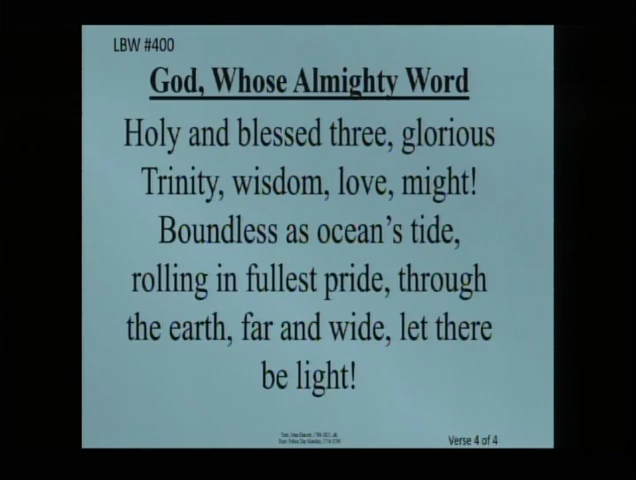 LBW #400
God, Whose Almighty Word
Holy and blessed three, glorious
Trinity, wisdom, love, might!
Boundless as ocean's tide,
rolling in fullest pride, through
the earth, far and wide, let there
be light!
Verse 4 of 4